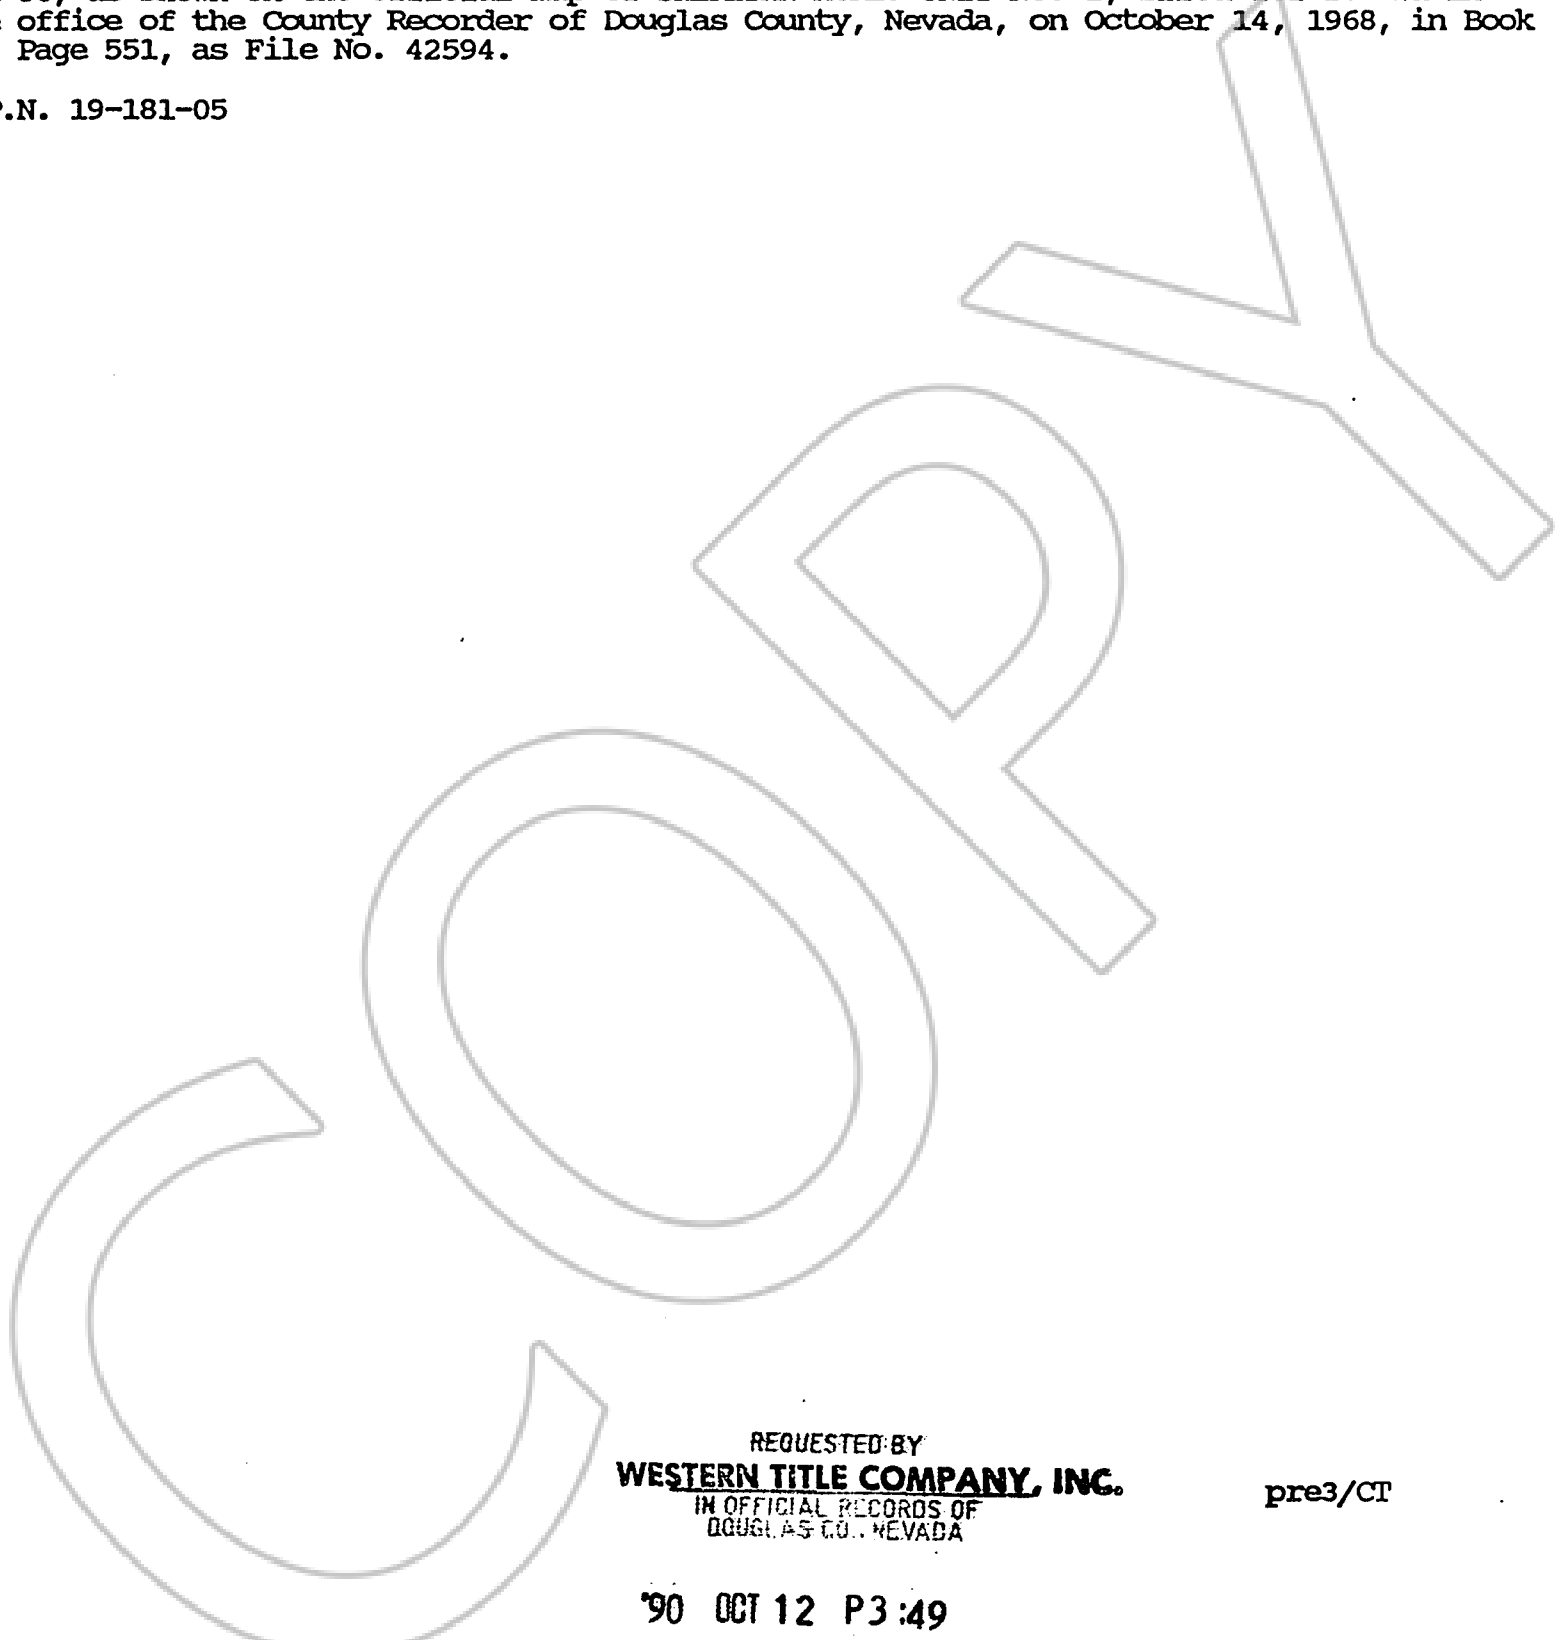 office of the County Recorder of Douglas County, Nevada, on October 14, 1968, in Book
Page 551, as File No. 42594.
P.N. 19-181-05
COPY
REQUESTED BY
WESTERN TITLE COMPANY, INC.
IN OFFICIAL RECORDS OF
DOUGLAS CO., NEVADA
pre3/CT
'90 OCT 12 P3:49